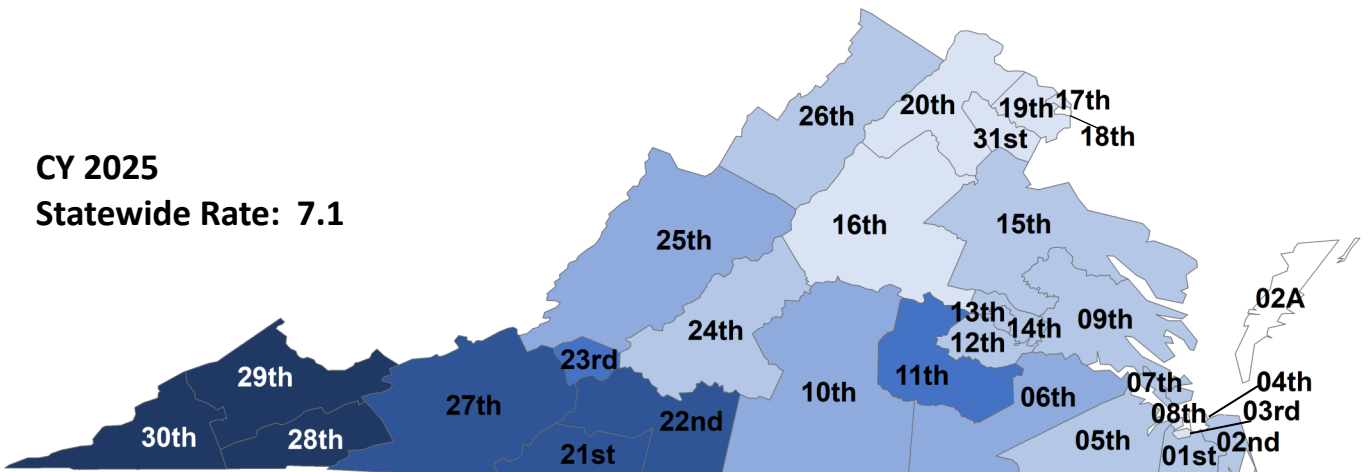 CY 2025
Statewide Rate: 7.1
26th
20th
19th
17th
18th
31st
25th
16th
15th
02A
24th
13th
14th
12th
09th
23rd
29th
27th
22nd
10th
11th
06th
07th
04th
08th
03rd
30th
28th
21st
05th
01st
02nd